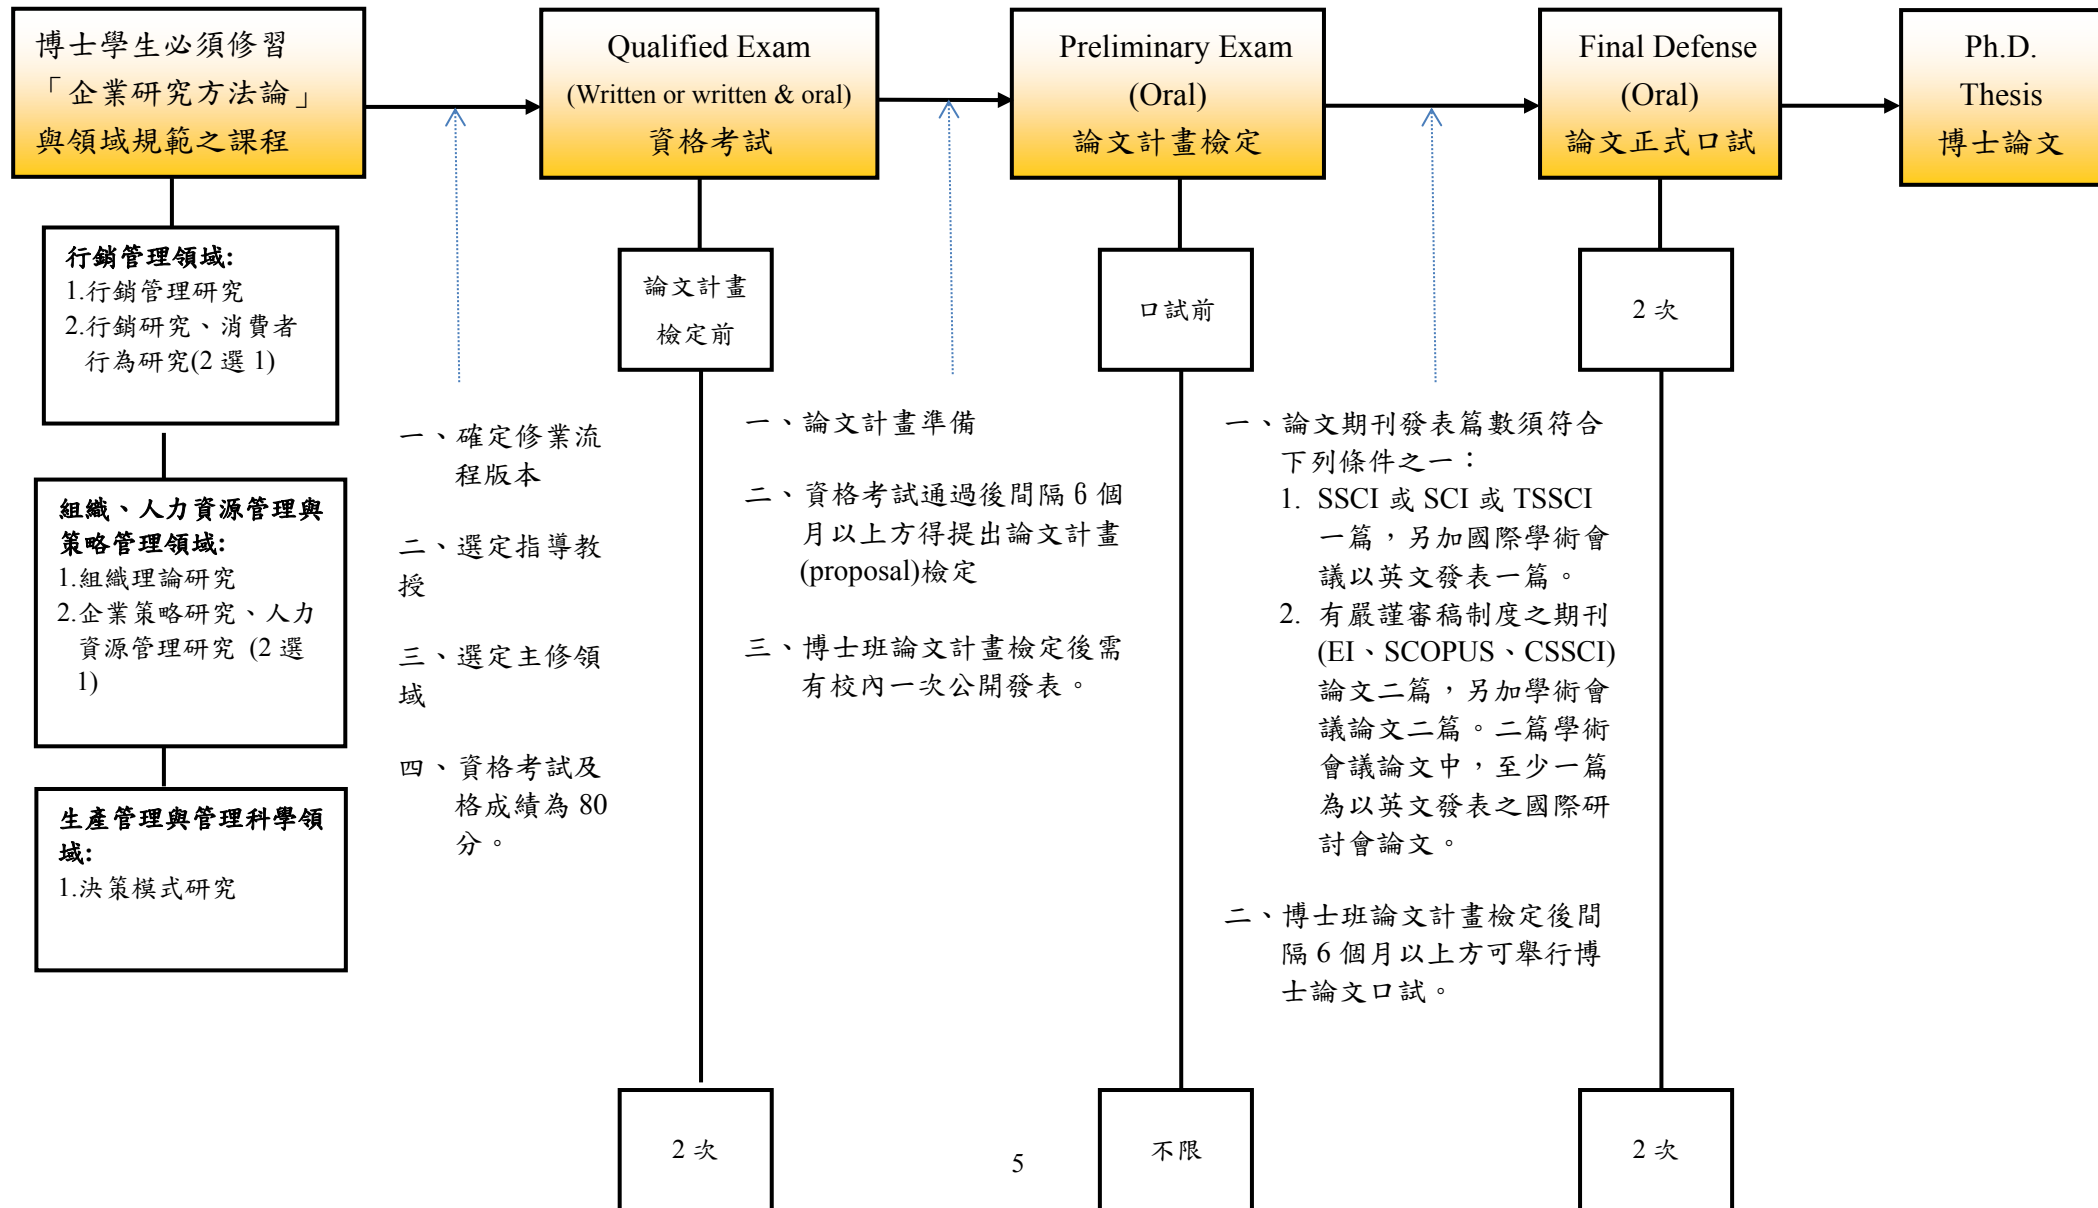 博士學生必須修習
「企業研究方法論」
與領域規範之課程
Qualified Exam
(Written or written & oral)
資格考試
Preliminary Exam
(Oral)
論文計畫檢定
Final Defense
(Oral)
論文正式口試
Ph.D.
Thesis
博士論文
行銷管理領域:
1.行銷管理研究
2.行銷研究、消費者
行為研究(2 選 1)
組織、人力資源管理與
策略管理領域:
1.組織理論研究
2.企業策略研究、人力
資源管理研究 (2 選
1)
生產管理與管理科學領
域:
1.決策模式研究
一、確定修業流
程版本
二、選定指導教
授
三、選定主修領
域
四、資格考試及
格成績為 80
分。
論文計畫
檢定前
2 次
一、論文計畫準備
二、資格考試通過後間隔 6 個
月以上方得提出論文計畫
(proposal)檢定
三、博士班論文計畫檢定後需
有校內一次公開發表。
口試前
不限
一、論文期刊發表篇數須符合
下列條件之一：
1. SSCI 或 SCI 或 TSSCI
一篇，另加國際學術會
議以英文發表一篇。
2. 有嚴謹審稿制度之期刊
(EI、SCOPUS、CSSCI)
論文二篇，另加學術會
議論文二篇。二篇學術
會議論文中，至少一篇
為以英文發表之國際研
討會論文。
二、博士班論文計畫檢定後間
隔 6 個月以上方可舉行博
士論文口試。
2 次
2 次
5